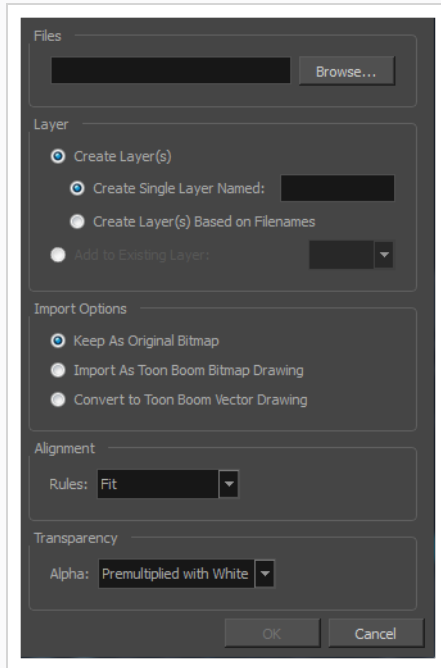 Files
Browse...
Layer
Create Layer(s)
Create Single Layer Named:
Create Layer(s) Based on Filenames
Add to Existing Layer:
Import Options
Keep As Original Bitmap
Import As Toon Boom Bitmap Drawing
Convert to Toon Boom Vector Drawing
Alignment
Rules: Fit
Transparency
Alpha: Premultiplied with White
OK Cancel